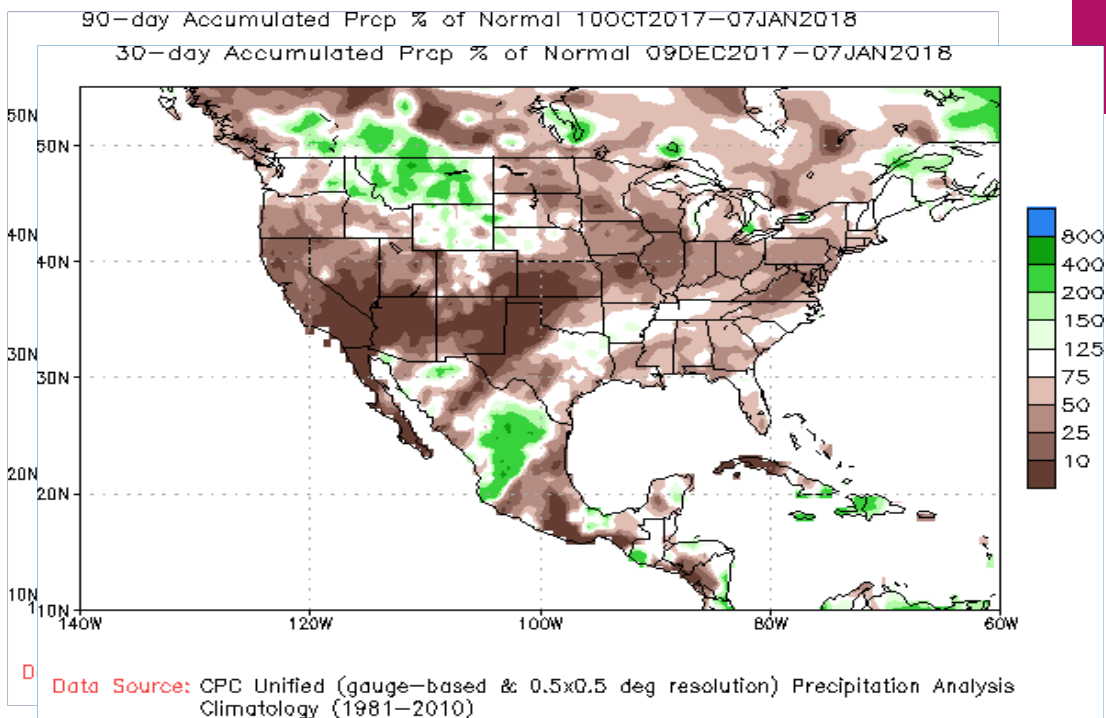 90-day Accumulated Prcp % of Normal 10OCT2017-07JAN2018
30-day Accumulated Prcp % of Normal 09DEC2017-07JAN2018
50N
50N
40N
40N
30N
30N
20N
20N
10N
10N
140W 120W 100W 80W 60W
800
400
200
150
125
75
50
25
10
D
Data Source: CPC Unified (gauge-based & 0.5x0.5 deg resolution) Precipitation Analysis
Climatology (1981-2010)